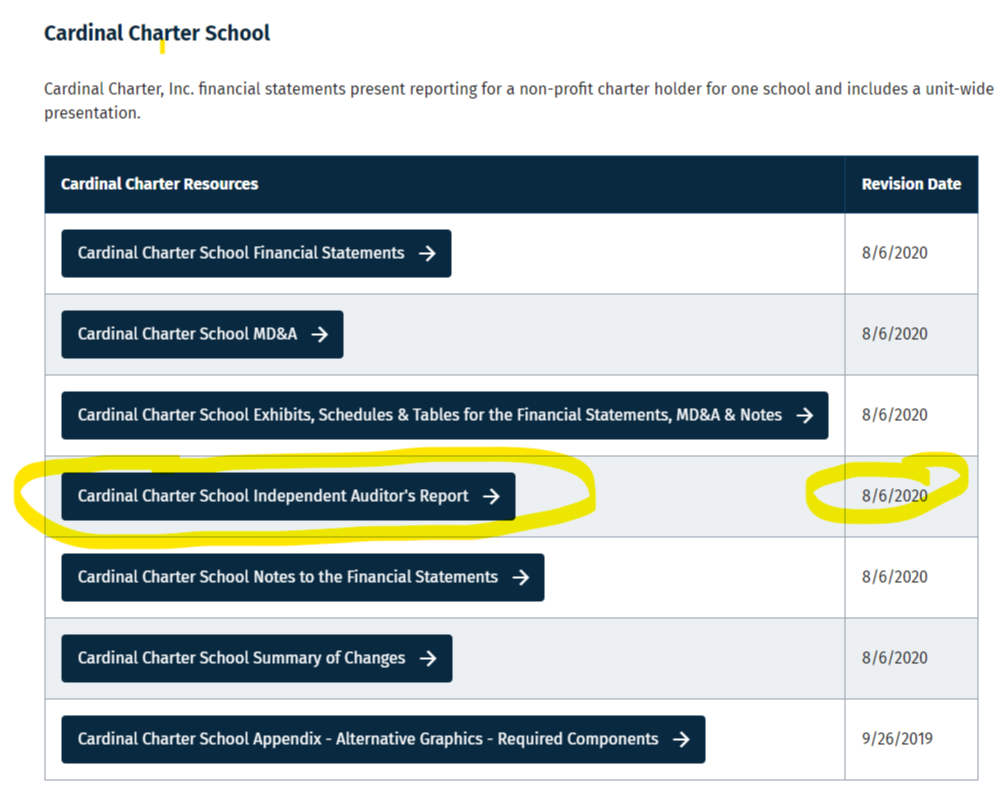 Cardinal Charter School
Cardinal Charter, Inc. financial statements present reporting for a non-profit charter holder for one school and includes a unit-wide
presentation.
Cardinal Charter Resources Revision Date
Cardinal Charter School Financial Statements → 8/6/2020
Cardinal Charter School MD&A → 8/6/2020
Cardinal Charter School Exhibits, Schedules & Tables for the Financial Statements, MD&A & Notes → 8/6/2020
Cardinal Charter School Independent Auditor's Report → 8/6/2020
Cardinal Charter School Notes to the Financial Statements → 8/6/2020
Cardinal Charter School Summary of Changes → 8/6/2020
Cardinal Charter School Appendix - Alternative Graphics - Required Components → 9/26/2019